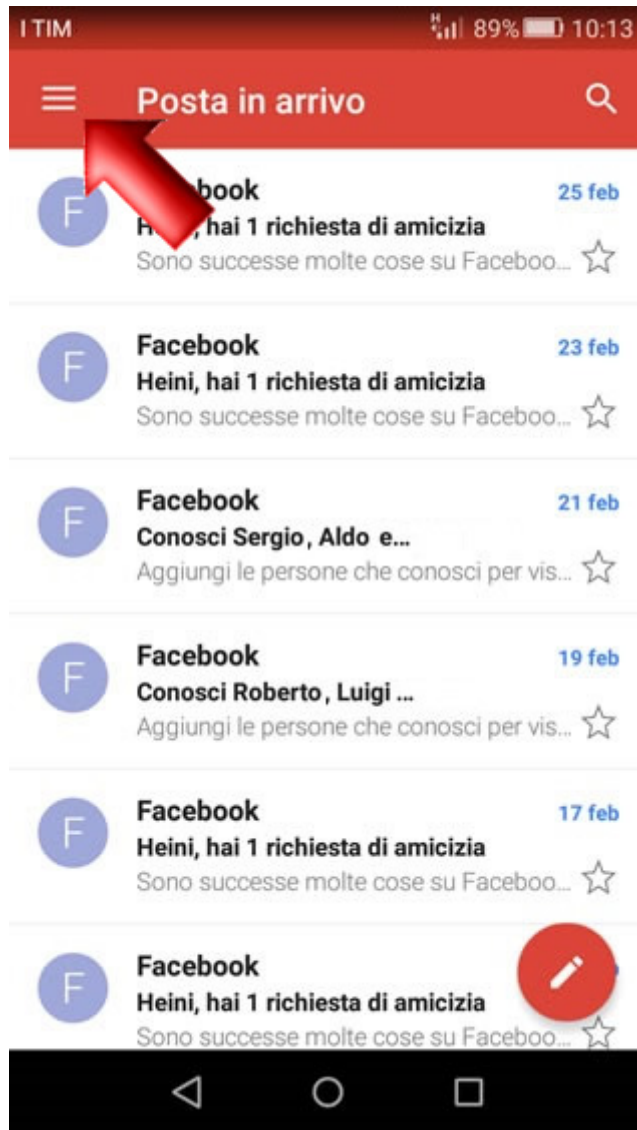 I TIM
H 89% 10:13
Posta in arrivo
F
book 25 feb
hai 1 richiesta di amicizia
Sono successe molte cose su Faceboo...
F
Facebook 23 feb
Heini, hai 1 richiesta di amicizia
Sono successe molte cose su Faceboo...
F
Facebook 21 feb
Conosci Sergio, Aldo e...
Aggiungi le persone che conosci per vis...
F
Facebook 19 feb
Conosci Roberto, Luigi ...
Aggiungi le persone che conosci per vis...
F
Facebook 17 feb
Heini, hai 1 richiesta di amicizia
Sono successe molte cose su Faceboo...
F
Facebook
Heini, hai 1 richiesta di amicizia
Sono successe molte cose su Faceboo...